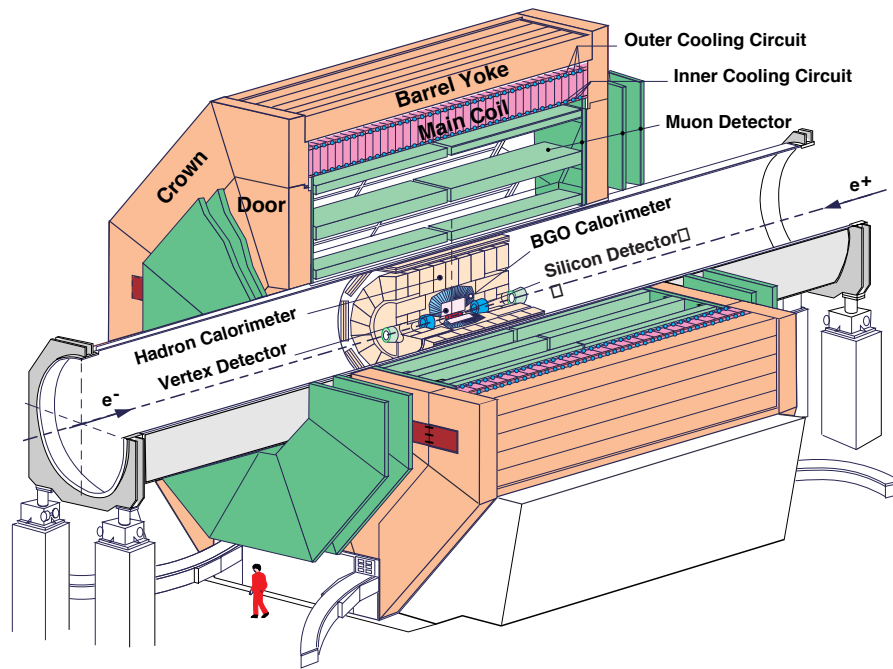 Outer Cooling Circuit
Barrel Yoke
Inner Cooling Circuit
Main Coil
Muon Detector
Crown
e+
Door
BGO Calorimeter
Silicon Detector
Hadron Calorimeter
Vertex Detector
e-